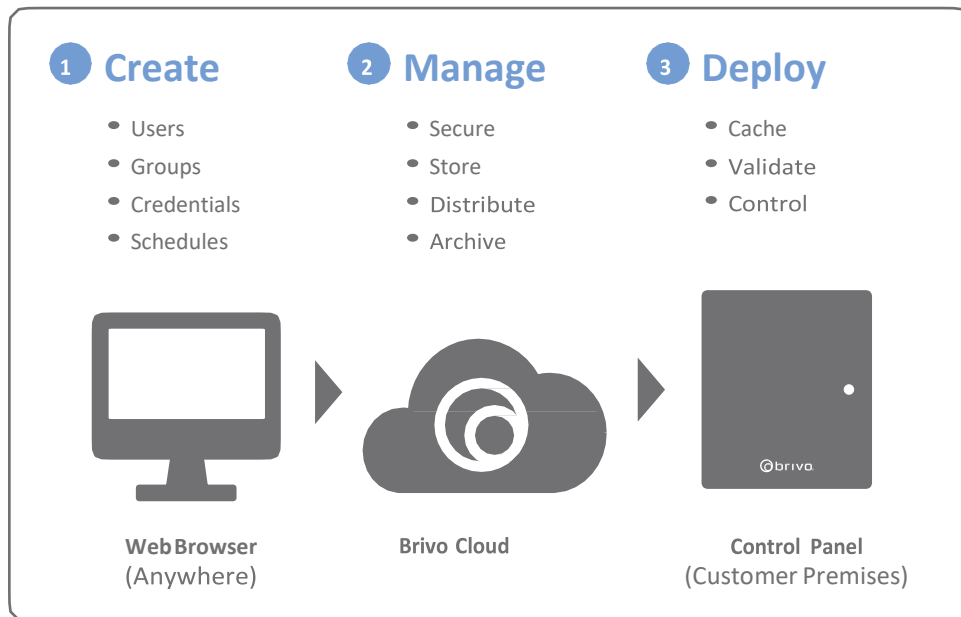 1 Create
Users
Groups
Credentials
Schedules
2 Manage
Secure
Store
Distribute
Archive
3 Deploy
Cache
Validate
Control
brivo
Web Browser
(Anywhere)
Brivo Cloud
Control Panel
(Customer Premises)